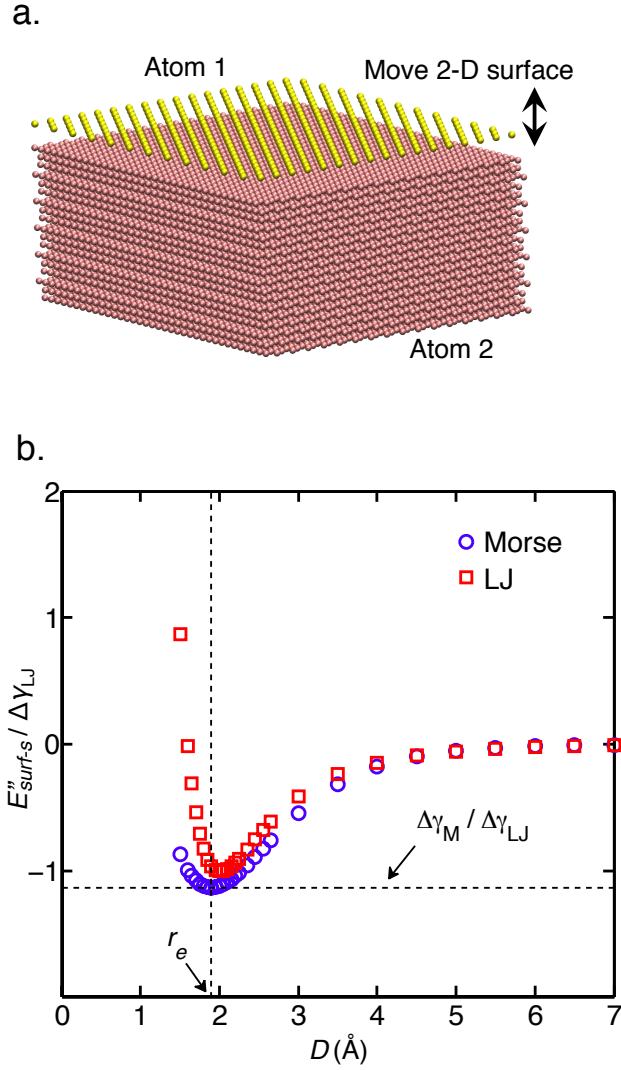 a.
Atom 1
Move 2-D surface
Atom 2
b.
2
1
0
−1
E″surf-s / ΔγLJ
Morse
LJ
ΔγM / ΔγLJ
re
0
1
2
3
4
5
6
7
D (Å)